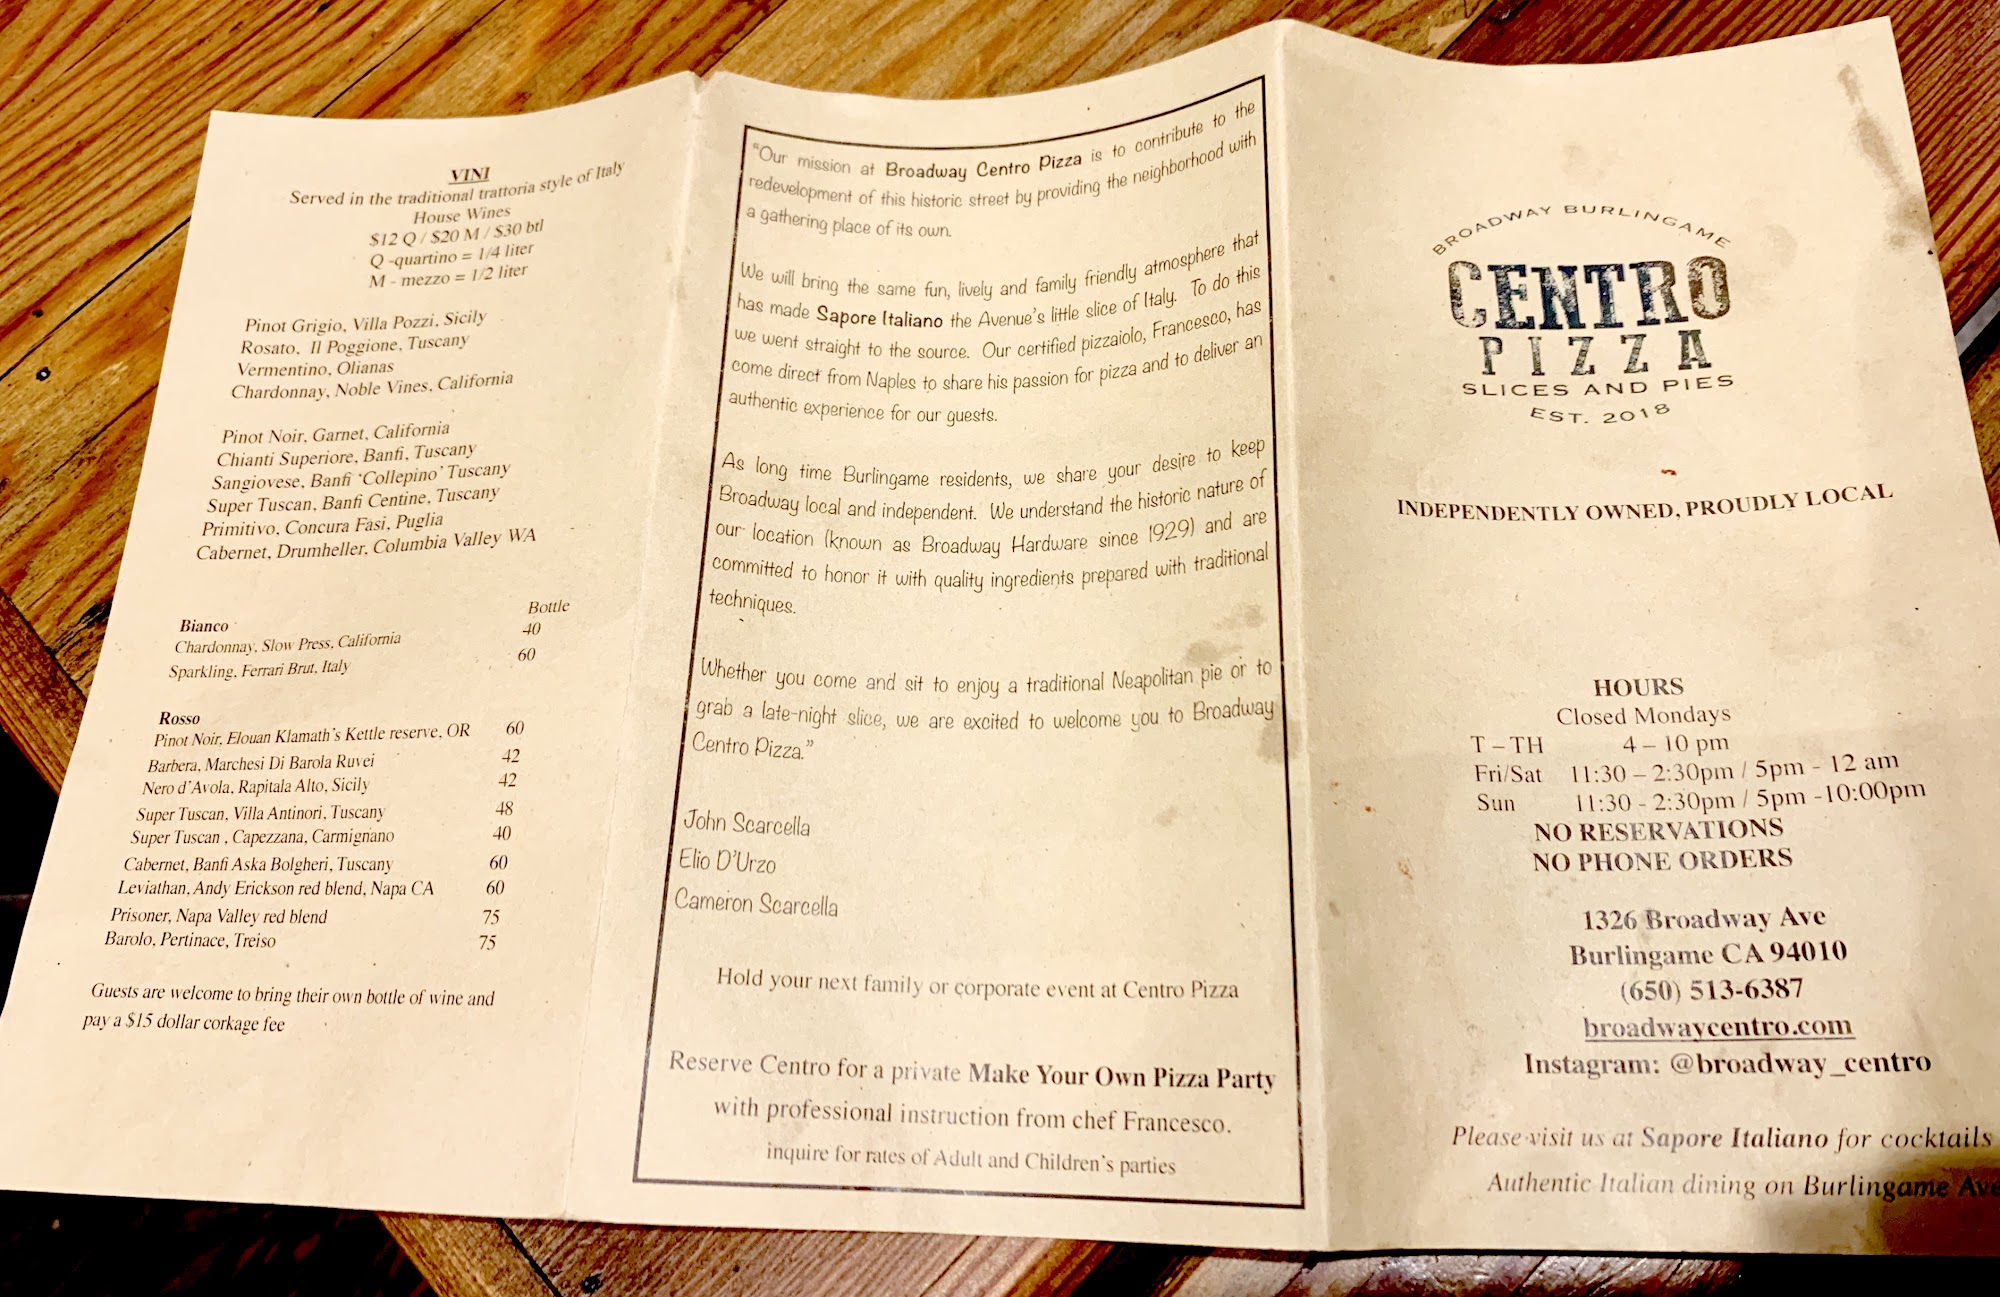 VINI
Served in the traditional trattoria style of Italy
House Wines
$12 Q / $20 M / $30 btl
Q -quartino = 1/4 liter
M - mezzo = 1/2 liter
Pinot Grigio, Villa Pozzi, Sicily
Rosato, Il Poggione, Tuscany
Vermentino, Olianas
Chardonnay, Noble Vines, California
Pinot Noir, Garnet, California
Chianti Superiore, Banfi, Tuscany
Sangiovese, Banfi ‘Collepino’ Tuscany
Super Tuscan, Banfi Centine, Tuscany
Primitivo, Concura Fasi, Puglia
Cabernet, Drumheller, Columbia Valley WA
Bottle
Bianco
Chardonnay, Slow Press, California 40
Sparkling, Ferrari Brut, Italy 60
Rosso
Pinot Noir, Elouan Klamath's Kettle reserve, OR 60
Barbera, Marchesi Di Barola Ruvei 42
Nero d'Avola, Rapitala Alto, Sicily 42
Super Tuscan, Villa Antinori, Tuscany 48
Super Tuscan , Capezzana, Carmignano 40
Cabernet, Banfi Aska Bolgheri, Tuscany 60
Leviathan, Andy Erickson red blend, Napa CA 60
Prisoner, Napa Valley red blend 75
Barolo, Pertinace, Treiso 75
Guests are welcome to bring their own bottle of wine and
pay a $15 dollar corkage fee
"Our mission at Broadway Centro Pizza is to contribute to the
redevelopment of this historic street by providing the neighborhood with
a gathering place of its own.
We will bring the same fun, lively and family friendly atmosphere that
has made Sapore Italiano the Avenue's little slice of Italy. To do this
we went straight to the source. Our certified pizzaiolo, Francesco, has
come direct from Naples to share his passion for pizza and to deliver an
authentic experience for our guests.
As long time Burlingame residents, we share your desire to keep
Broadway local and independent. We understand the historic nature of
our location (known as Broadway Hardware since 1929) and are
committed to honor it with quality ingredients prepared with traditional
techniques.
Whether you come and sit to enjoy a traditional Neapolitan pie or to
grab a late-night slice, we are excited to welcome you to Broadway
Centro Pizza."
John Scarcella
Elio D'Urzo
Cameron Scarcella
Hold your next family or corporate event at Centro Pizza
Reserve Centro for a private Make Your Own Pizza Party
with professional instruction from chef Francesco.
inquire for rates of Adult and Children's parties
BROADWAY BURLINGAME
CENTRO
PIZZA
SLICES AND PIES
EST. 2018
INDEPENDENTLY OWNED, PROUDLY LOCAL
HOURS
Closed Mondays
T – TH 4 – 10 pm
Fri/Sat 11:30 – 2:30pm / 5pm - 12 am
Sun 11:30 - 2:30pm / 5pm -10:00pm
NO RESERVATIONS
NO PHONE ORDERS
1326 Broadway Ave
Burlingame CA 94010
(650) 513-6387
broadwaycentro.com
Instagram: @broadway_centro
Please visit us at Sapore Italiano for cocktails
Authentic Italian dining on Burlingame Ave